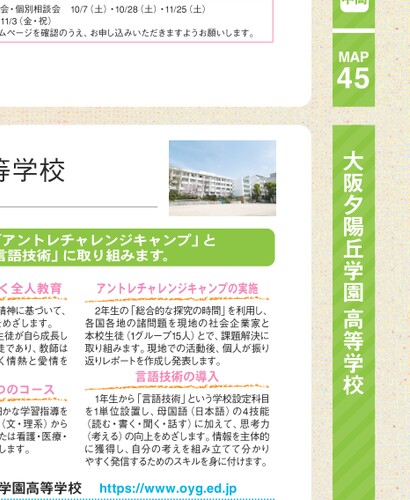 会・個別相談会 10/7（土）・10/28（土）・11/25（土）
11/3（金・祝）
ムページを確認のうえ、お申し込みいただきますようお願いします。
MAP
45
等学校
大阪夕陽丘学園 高等学校
「アントレチャレンジキャンプ」と
言語技術」に取り組みます。
く全人教育
精神に基づいて、
をめざします。
生徒が自ら成長し
徒であり、教師は
く情熱と愛情を
つのコース
細かな学習指導を
（文・理系）から
たは看護・医療・
します。
アントレチャレンジキャンプの実施
2年生の「総合的な探究の時間」を利用し、
各国各地の諸問題を現地の社会企業家と
本校生徒（1グループ15人）とで、課題解決に
取り組みます。現地での活動後、個人が振り
返りレポートを作成し発表します。
言語技術の導入
1年生から「言語技術」という学校設定科目
を1単位設置し、母国語（日本語）の4技能
（読む・書く・聞く・話す）に加えて、思考力
（考える）の向上をめざします。情報を主体的
に獲得し、自分の考えを組み立てて分かり
やすく発信するためのスキルを身に付けます。
学園高等学校 https://www.oyg.ed.jp